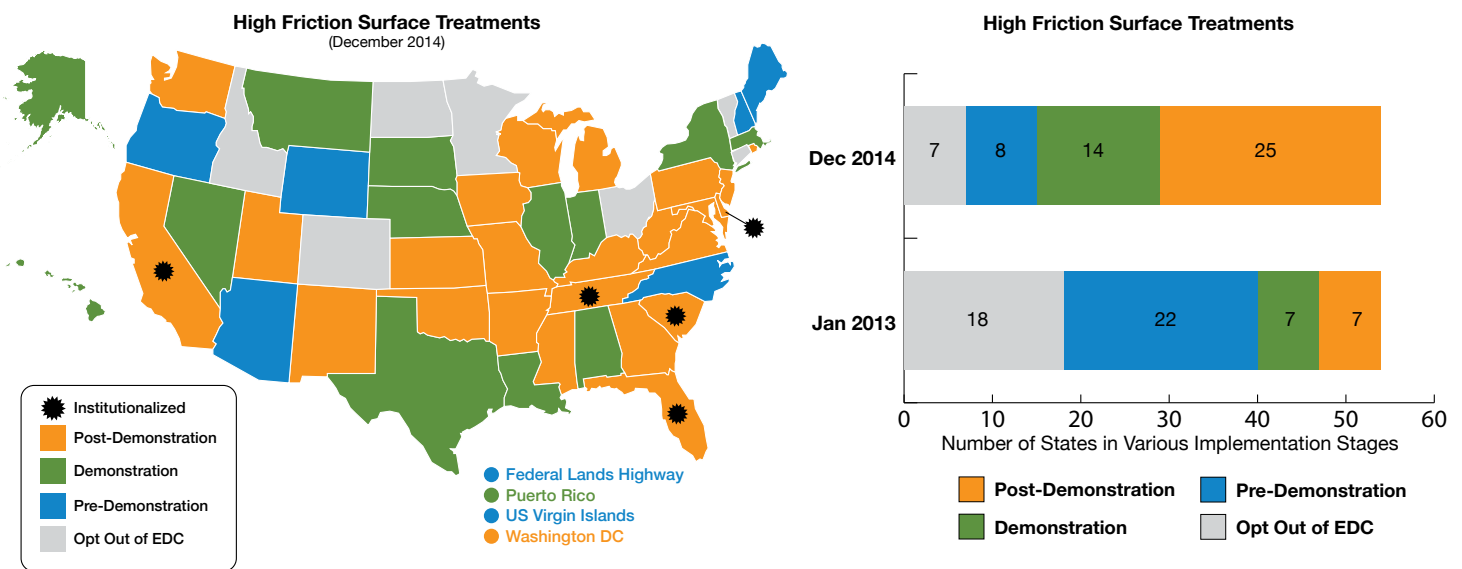 High Friction Surface Treatments
(December 2014)
Institutionalized
Post-Demonstration
Demonstration
Pre-Demonstration
Opt Out of EDC
Federal Lands Highway
Puerto Rico
US Virgin Islands
Washington DC
High Friction Surface Treatments
Dec 2014
7
8
14
25
Jan 2013
18
22
7
7
0
10
20
30
40
50
60
Number of States in Various Implementation Stages
Post-Demonstration
Pre-Demonstration
Demonstration
Opt Out of EDC